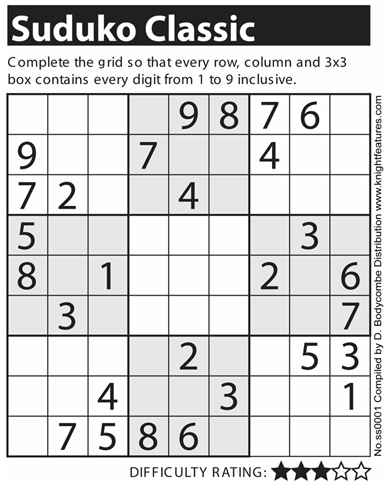 Suduko Classic
Complete the grid so that every row, column and 3x3
box contains every digit from 1 to 9 inclusive.
9 8 7 6
9 7 4
7 2 4
5 3
8 1 2 6
3 7
2 5 3
4 3 1
7 5 8 6
No.ss0001 Compiled by D. Bodycombe Distribution www.knightfeatures.com
DIFFICULTY RATING: